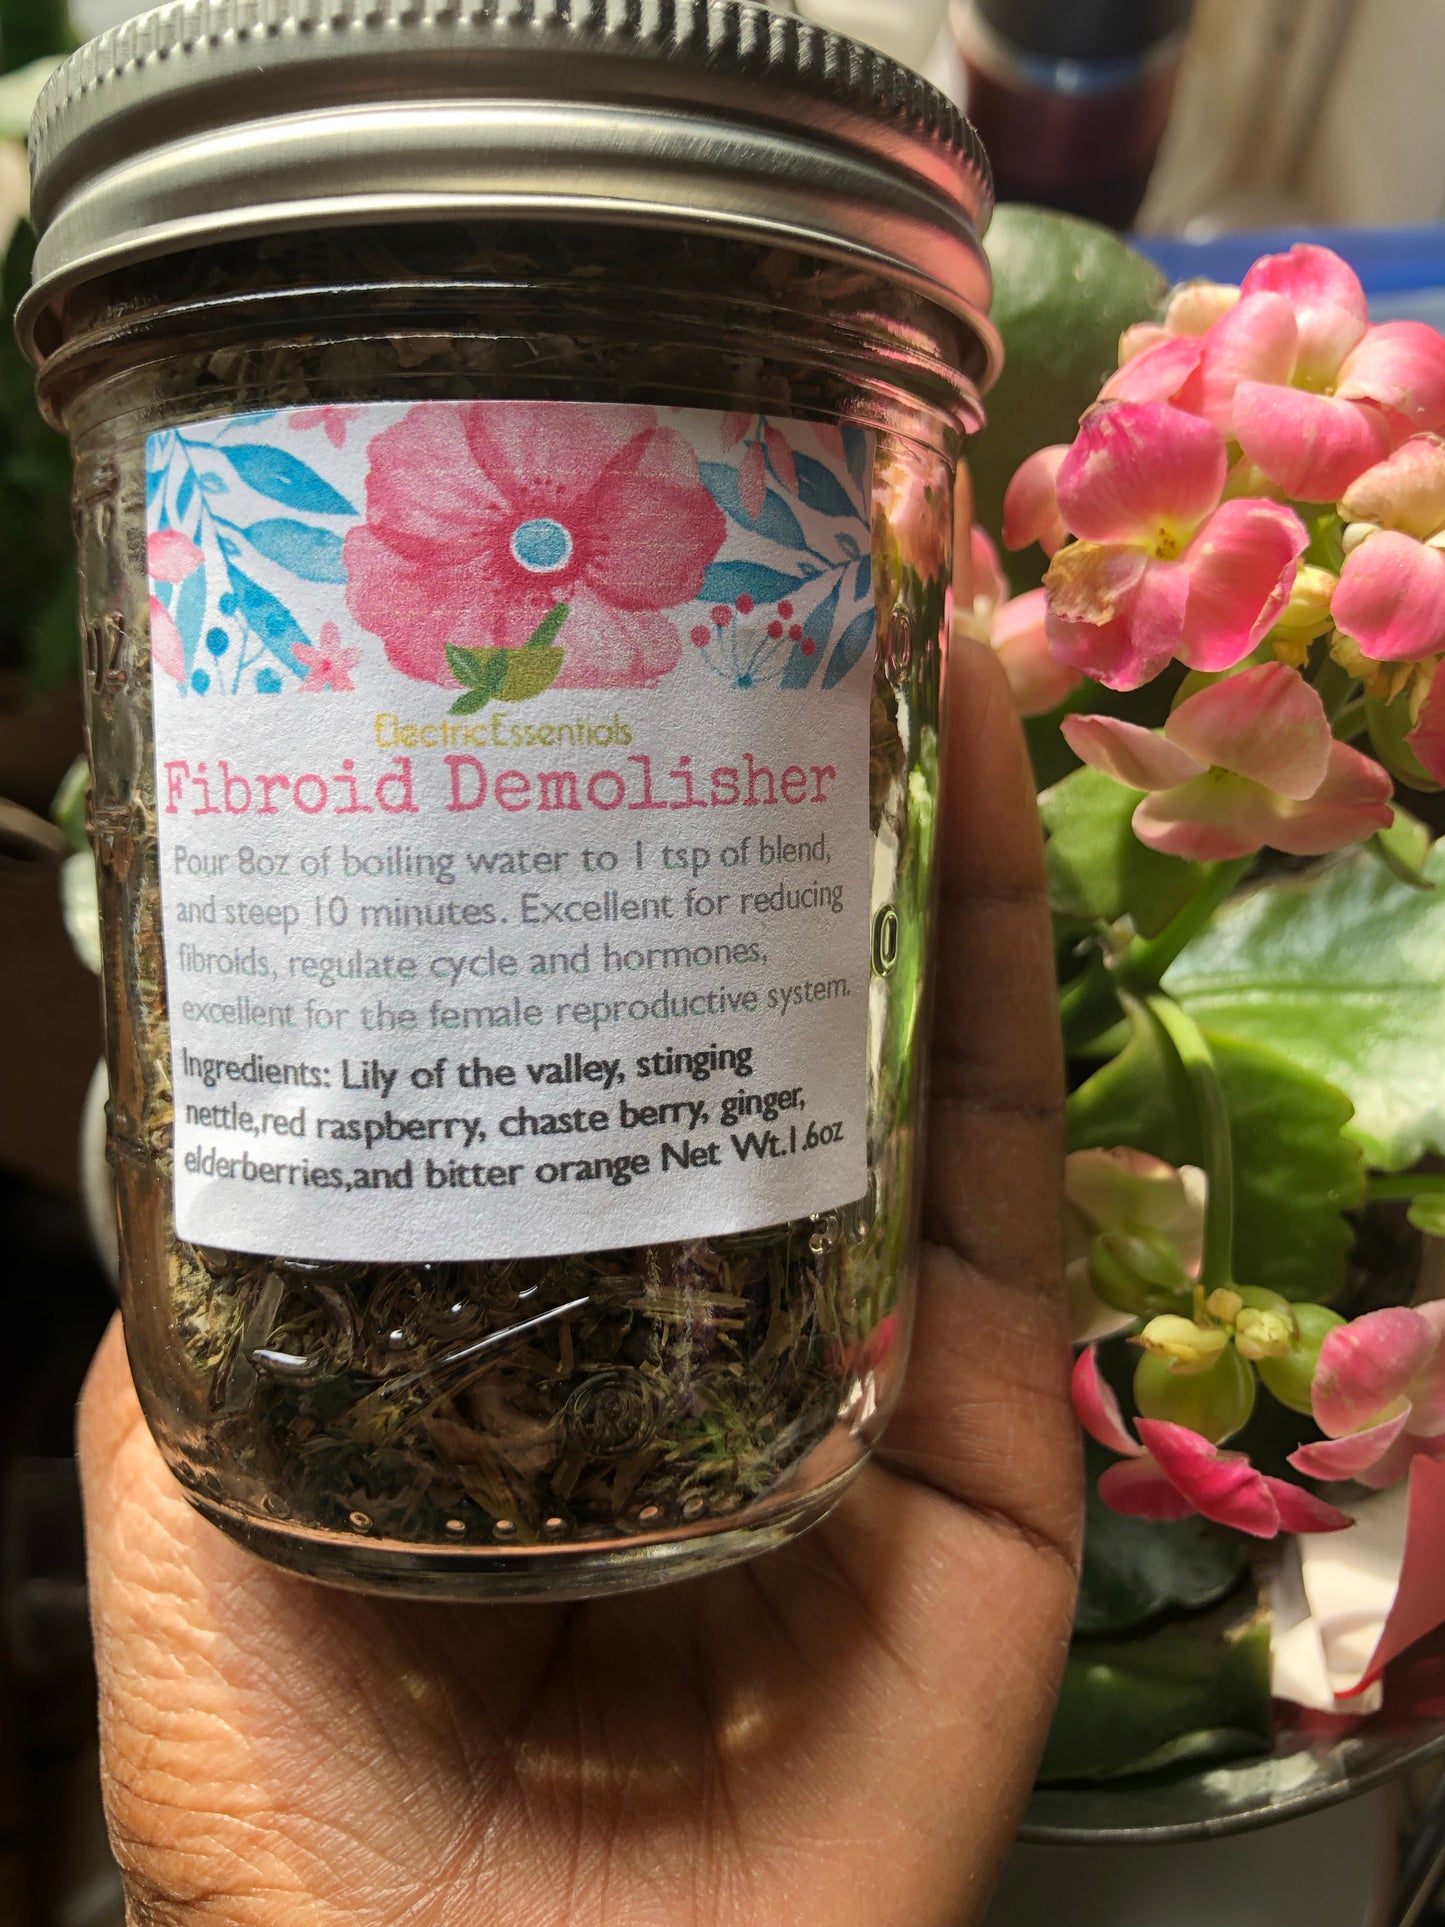 ElectricEssentials
Fibroid Demolisher
Pour 8oz of boiling water to 1 tsp of blend,
and steep 10 minutes. Excellent for reducing
fibroids, regulate cycle and hormones,
excellent for the female reproductive system.
Ingredients: Lily of the valley, stinging
nettle,red raspberry, chaste berry, ginger,
elderberries,and bitter orange Net Wt.1.6oz